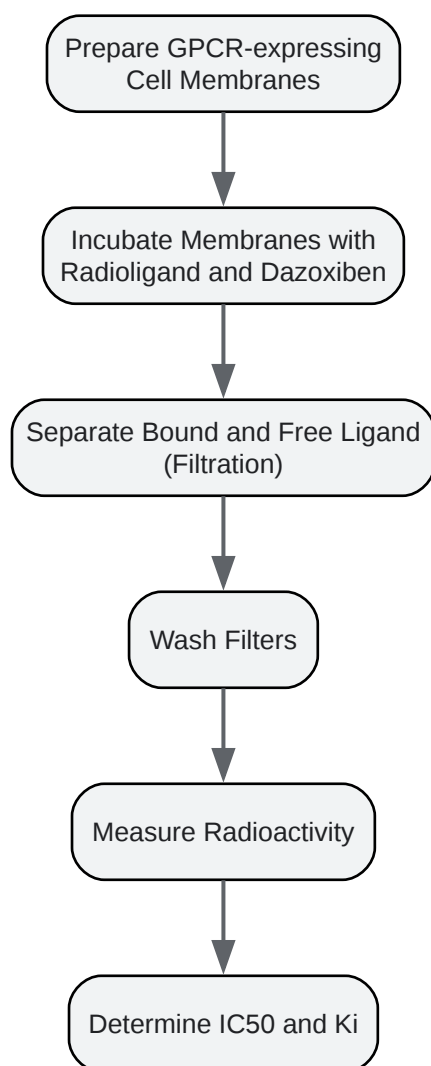 Prepare GPCR-expressing
Cell Membranes
Incubate Membranes with
Radioligand and Dazoxiben
Separate Bound and Free Ligand
(Filtration)
Wash Filters
Measure Radioactivity
Determine IC50 and Ki